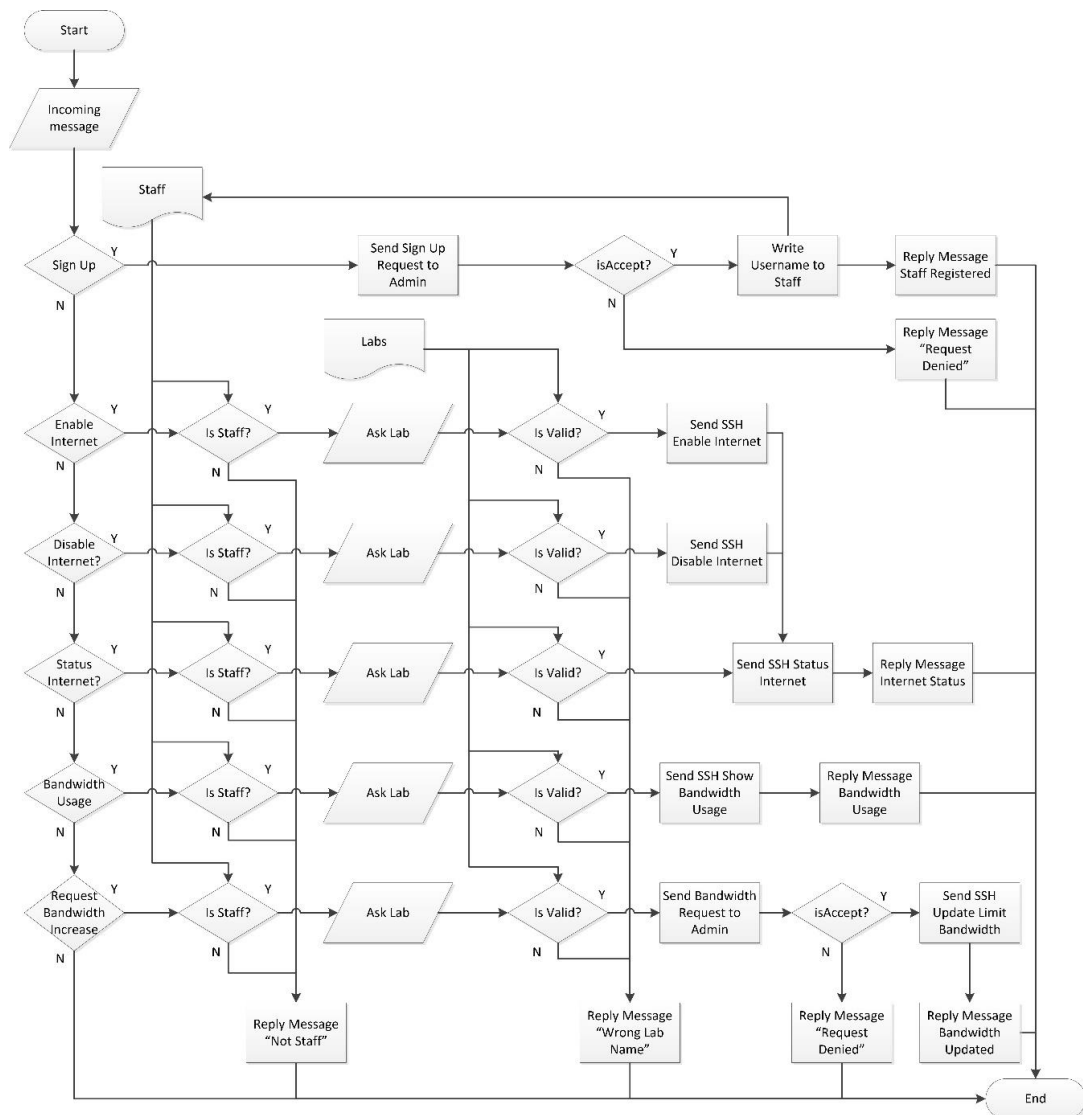 Start
Incoming
message
Staff
Sign Up
Y
N
Send Sign Up
Request to
Admin
isAccept?
Y
N
Write
Username to
Staff
Reply Message
Staff Registered
Reply Message
“Request
Denied”
Labs
Enable
Internet
Y
N
Is Staff?
Y
N
Ask Lab
Is Valid?
Y
N
Send SSH
Enable Internet
Disable
Internet?
Y
N
Is Staff?
Y
N
Ask Lab
Is Valid?
Y
N
Send SSH
Disable Internet
Status
Internet?
Y
N
Is Staff?
Y
N
Ask Lab
Is Valid?
Y
N
Send SSH Status
Internet
Reply Message
Internet Status
Bandwidth
Usage
Y
N
Is Staff?
Y
N
Ask Lab
Is Valid?
Y
N
Send SSH Show
Bandwidth
Usage
Reply Message
Bandwidth
Usage
Request
Bandwidth
Increase
Y
N
Is Staff?
Y
N
Ask Lab
Is Valid?
Y
N
Send Bandwidth
Request to
Admin
isAccept?
Y
N
Send SSH
Update Limit
Bandwidth
Reply Message
“Not Staff”
Reply Message
“Wrong Lab
Name”
Reply Message
“Request
Denied”
Reply Message
Bandwidth
Updated
End